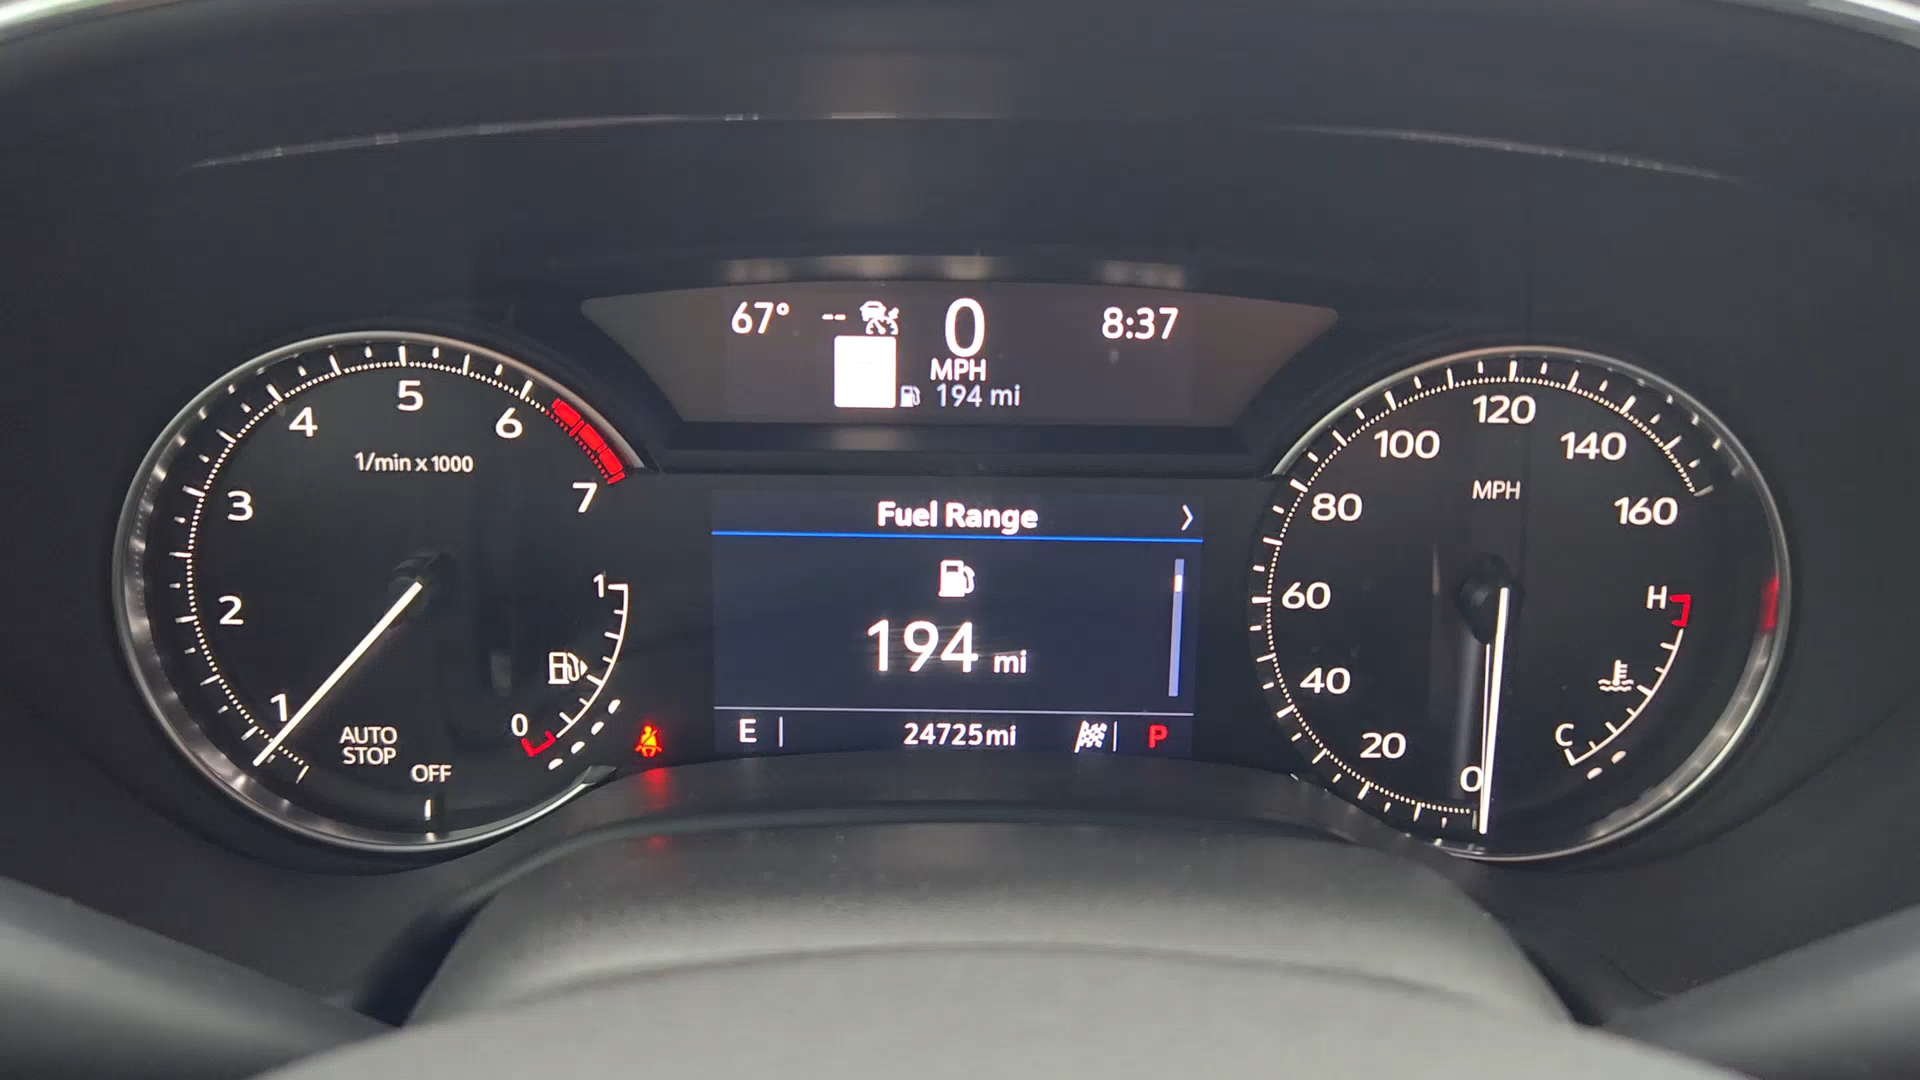 67° -- 0 8:37
MPH
194 mi
1 2 3 4 5 6 7
1/min x 1000
AUTO
STOP
OFF
1
0
Fuel Range
194 mi
E 24725mi P
0 20 40 60 80 100 120 140 160
MPH
H
C